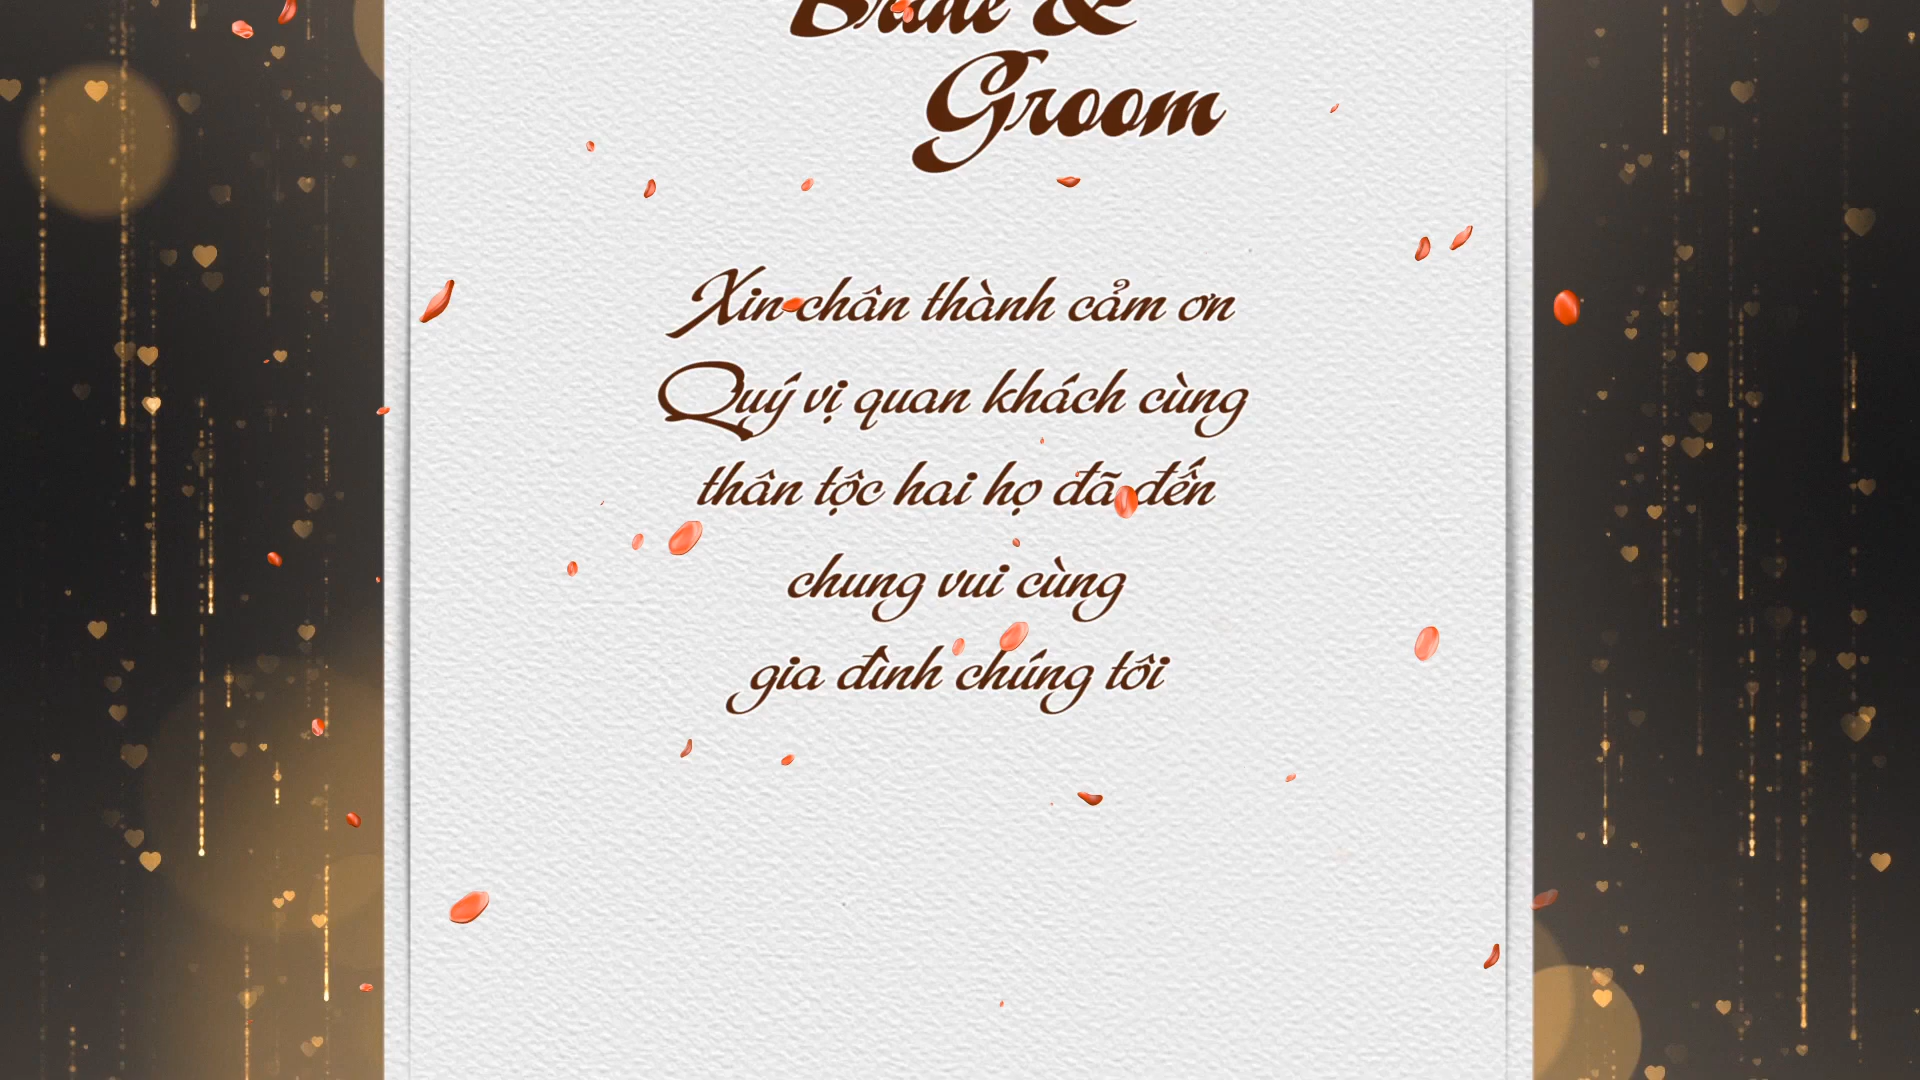 Bride &
Groom
Xin chân thành cảm ơn
Quý vị quan khách cùng
thân tộc hai họ đã đến
chung vui cùng
gia đình chúng tôi